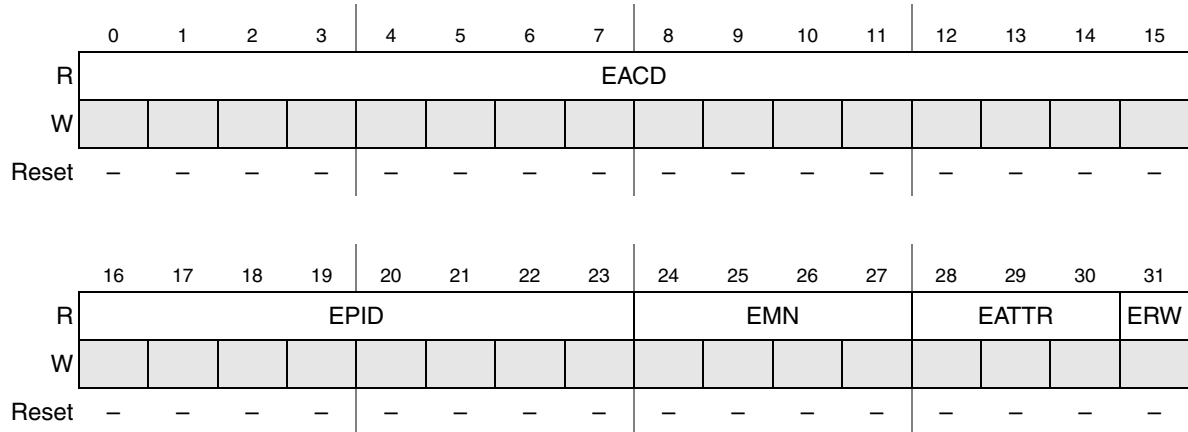 0 1 2 3 4 5 6 7 8 9 10 11 12 13 14 15
R EACD
W
Reset – – – – – – – – – – – – – – – –
16 17 18 19 20 21 22 23 24 25 26 27 28 29 30 31
R EPID EMN EATTR ERW
W
Reset – – – – – – – – – – – – – – – –